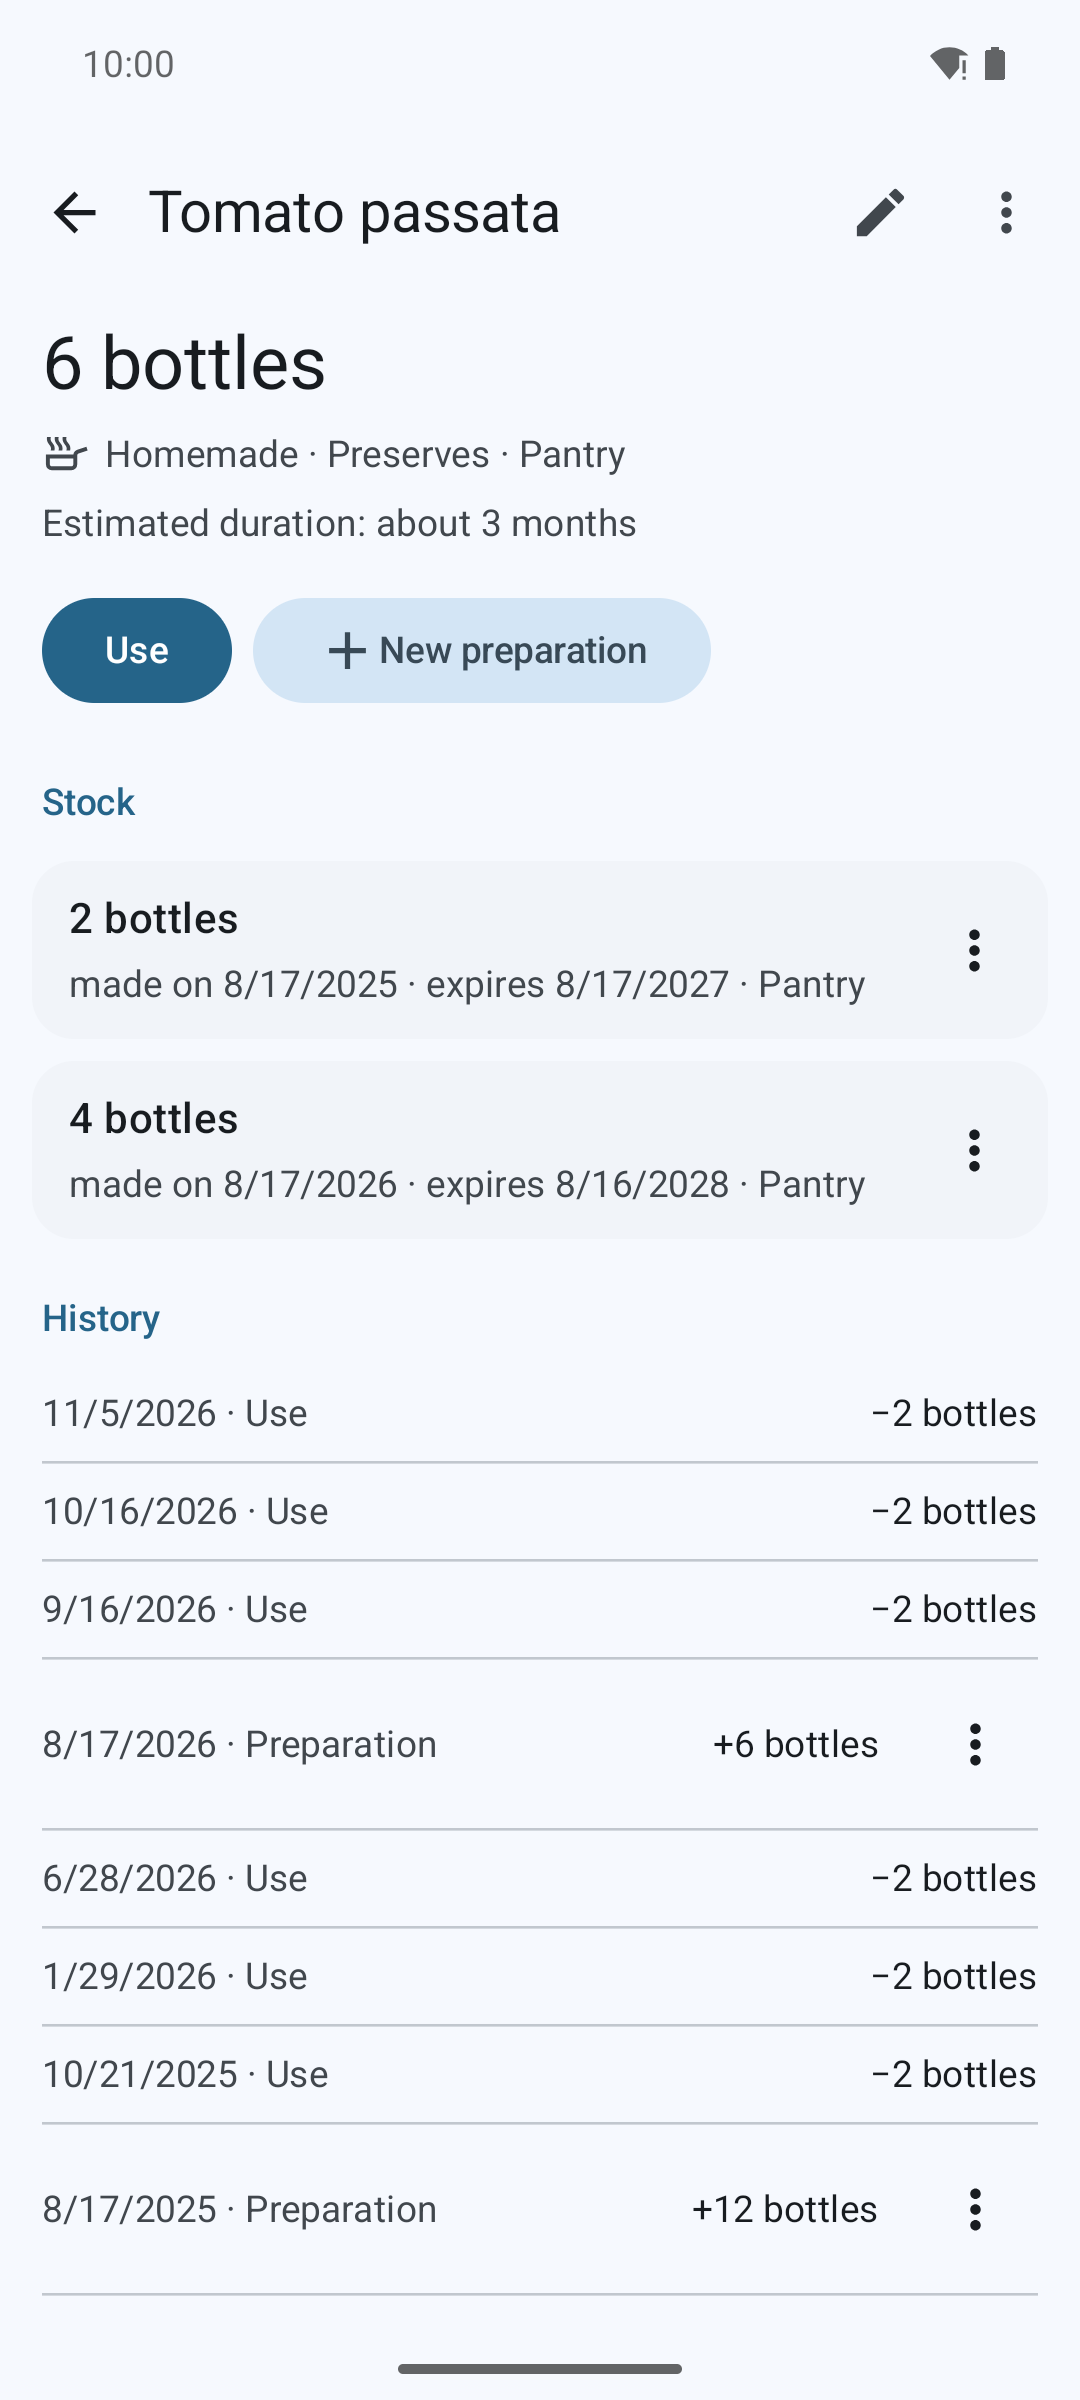 10:00
Tomato passata
6 bottles
Homemade · Preserves · Pantry
Estimated duration: about 3 months
Use
New preparation
Stock
2 bottles
made on 8/17/2025 · expires 8/17/2027 · Pantry
4 bottles
made on 8/17/2026 · expires 8/16/2028 · Pantry
History
11/5/2026 · Use −2 bottles
10/16/2026 · Use −2 bottles
9/16/2026 · Use −2 bottles
8/17/2026 · Preparation +6 bottles
6/28/2026 · Use −2 bottles
1/29/2026 · Use −2 bottles
10/21/2025 · Use −2 bottles
8/17/2025 · Preparation +12 bottles